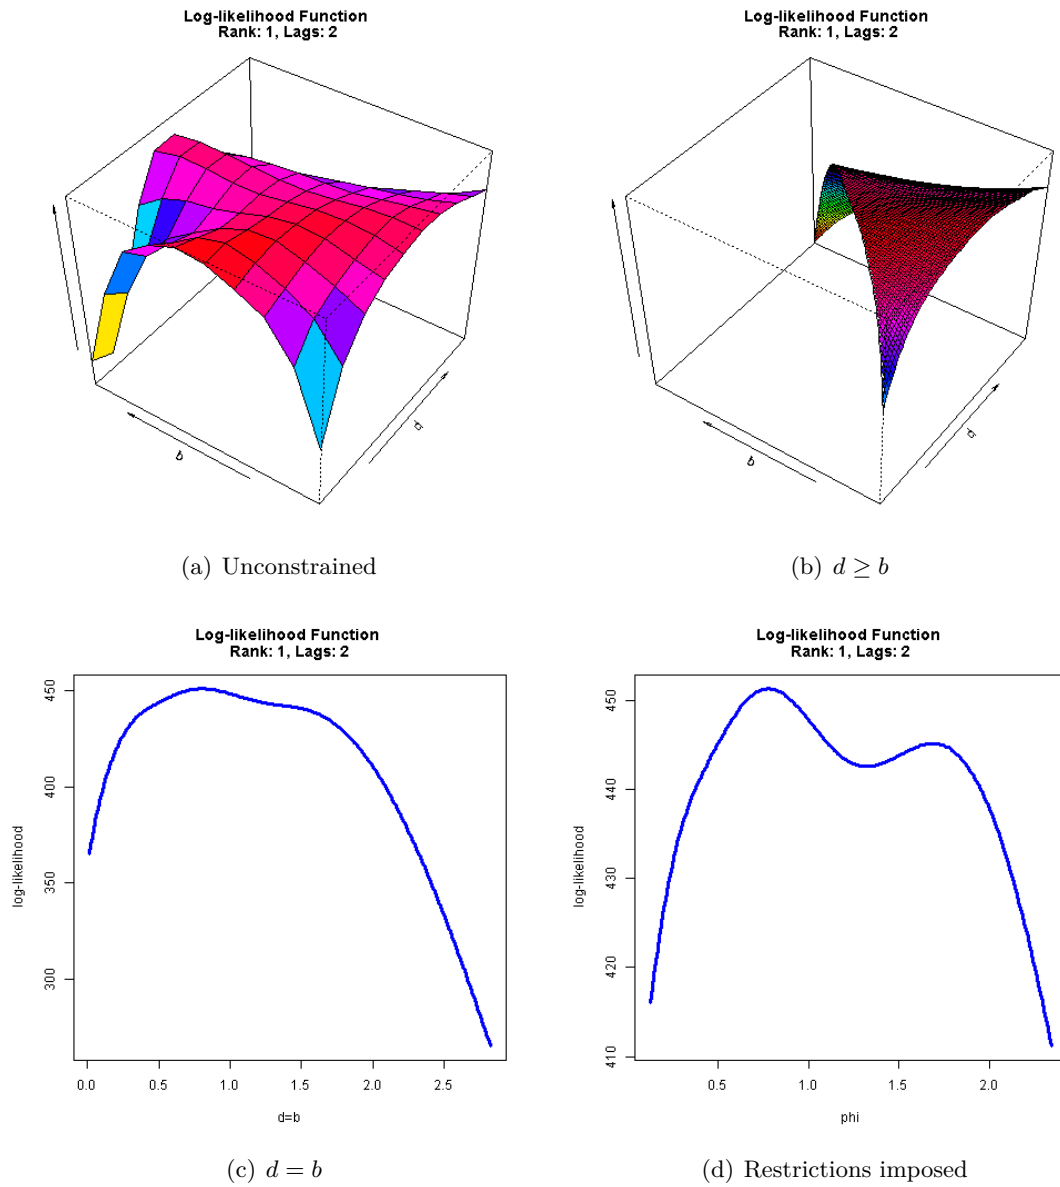 Log-likelihood Function
Rank: 1, Lags: 2
b
d
(a) Unconstrained
Log-likelihood Function
Rank: 1, Lags: 2
b
d
(b) d ≥ b
Log-likelihood Function
Rank: 1, Lags: 2
log-likelihood
450
400
350
300
0.0 0.5 1.0 1.5 2.0 2.5
d=b
(c) d = b
Log-likelihood Function
Rank: 1, Lags: 2
log-likelihood
450
440
430
420
410
0.5 1.0 1.5 2.0
phi
(d) Restrictions imposed